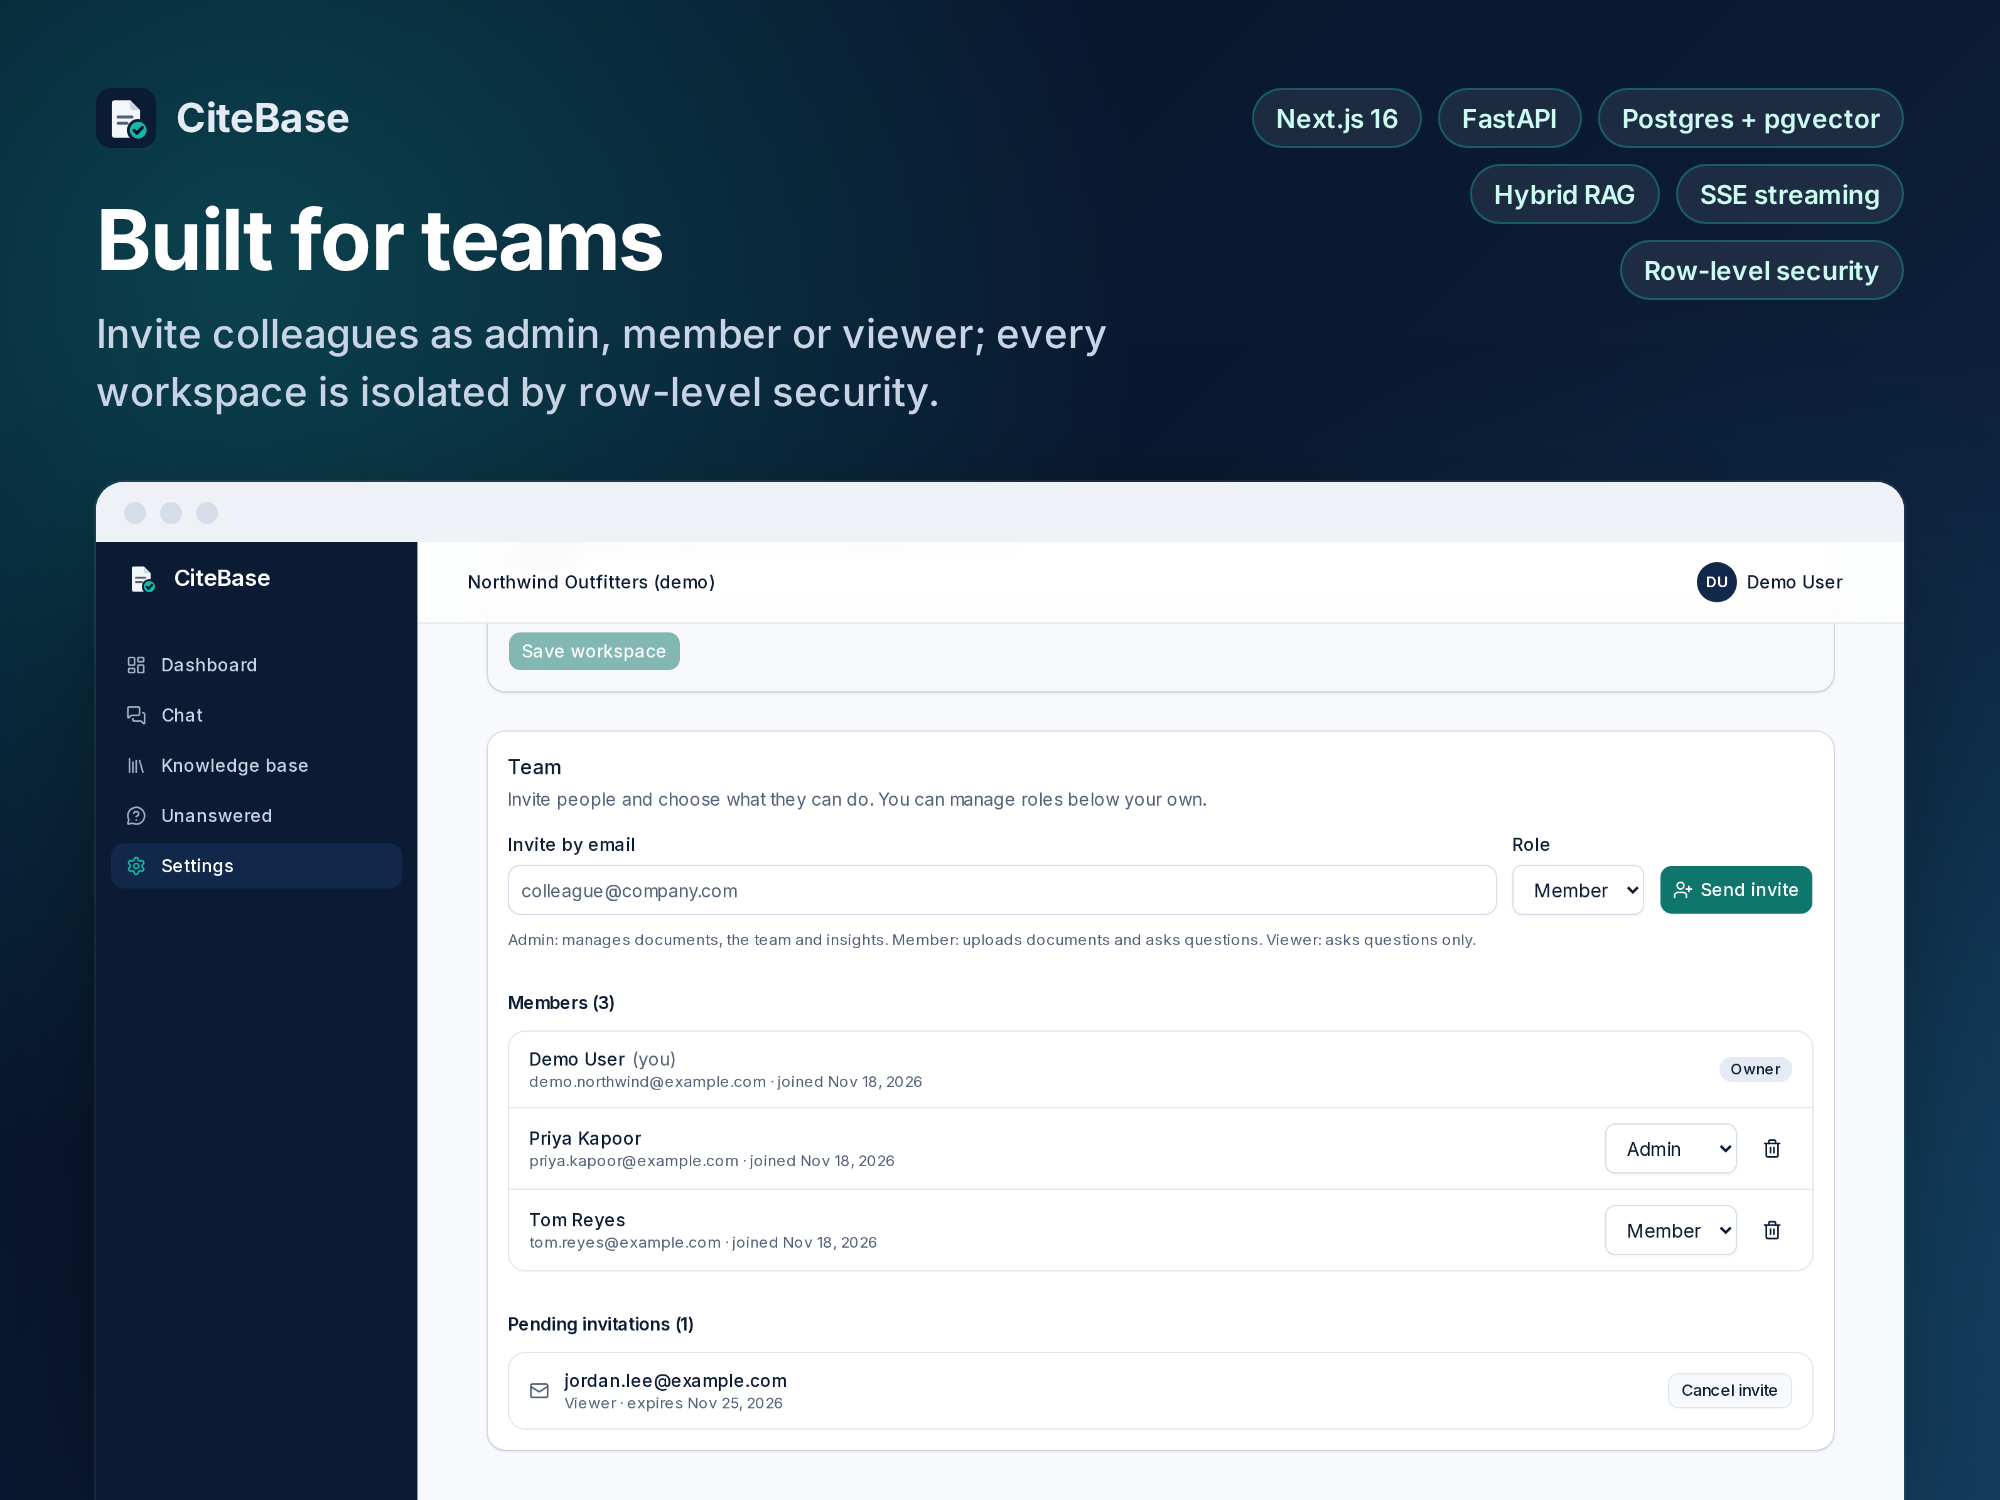 CiteBase
Next.js 16
FastAPI
Postgres + pgvector
Hybrid RAG
SSE streaming
Row-level security
Built for teams
Invite colleagues as admin, member or viewer; every
workspace is isolated by row-level security.
CiteBase
Northwind Outfitters (demo)
DU
Demo User
Dashboard
Chat
Knowledge base
Unanswered
Settings
Save workspace
Team
Invite people and choose what they can do. You can manage roles below your own.
Invite by email
Role
colleague@company.com
Member
Send invite
Admin: manages documents, the team and insights. Member: uploads documents and asks questions. Viewer: asks questions only.
Members (3)
Demo User (you)
demo.northwind@example.com · joined Nov 18, 2026
Owner
Priya Kapoor
priya.kapoor@example.com · joined Nov 18, 2026
Admin
Tom Reyes
tom.reyes@example.com · joined Nov 18, 2026
Member
Pending invitations (1)
jordan.lee@example.com
Viewer · expires Nov 25, 2026
Cancel invite